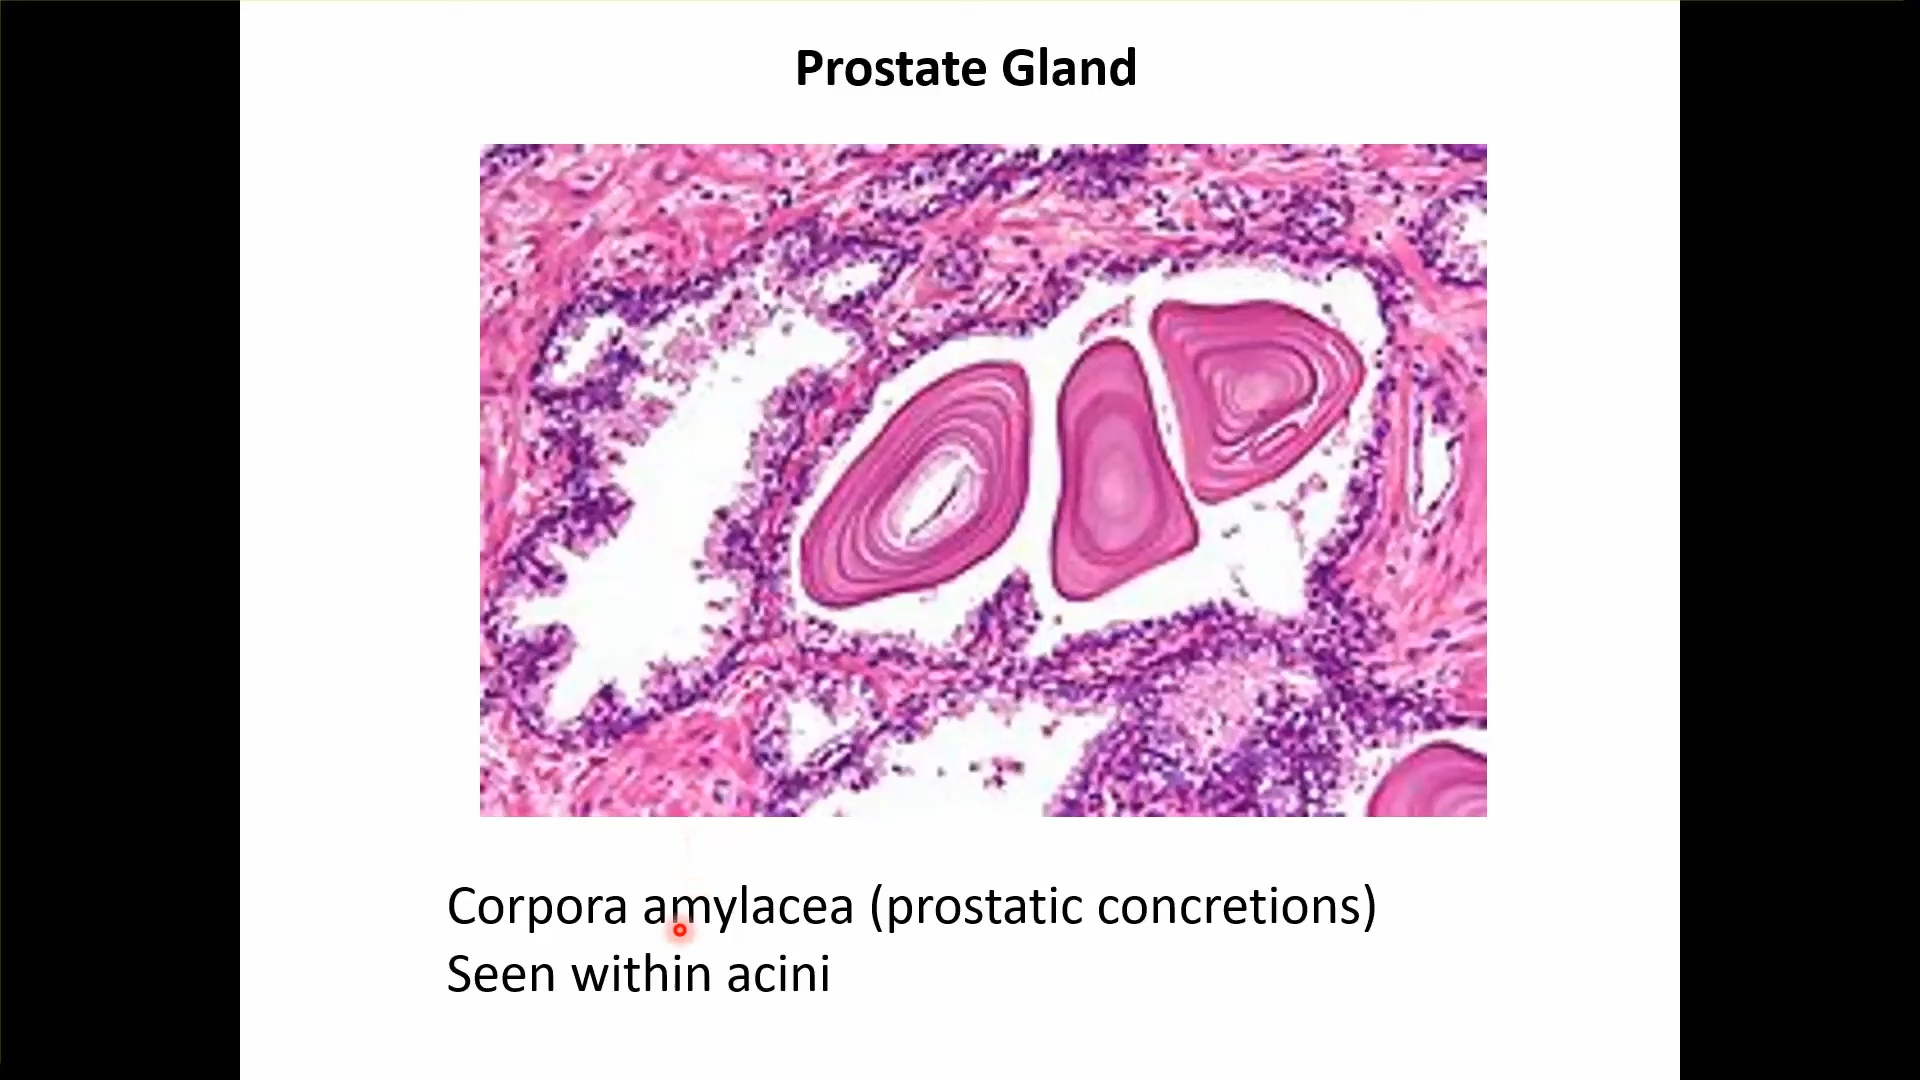 Prostate Gland
Corpora amylacea (prostatic concretions)
Seen within acini